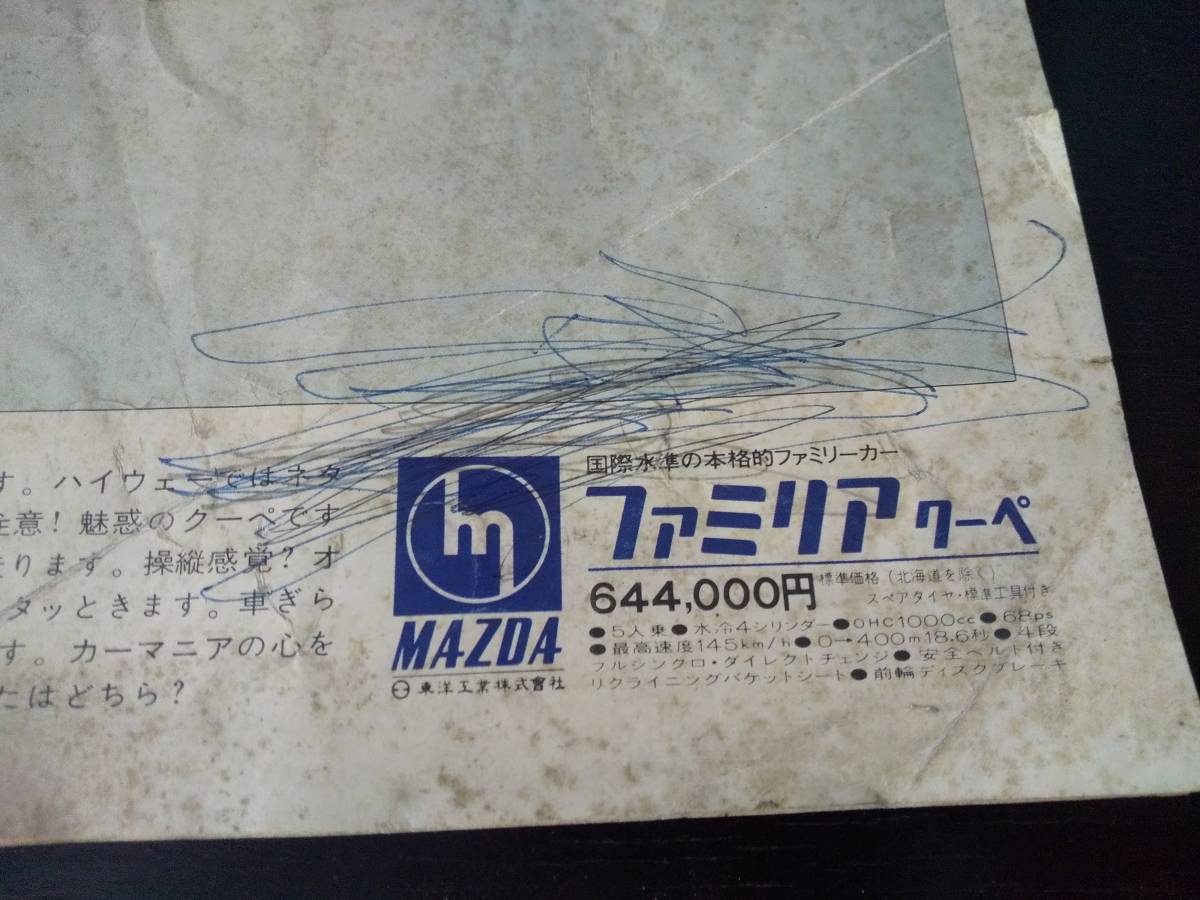 す。ハイウェーではネタ
注意！魅惑のクーペです
ります。操縦感覚？オ
タッときます。車ぎら
す。カーマニアの心を
たはどちら？
m
MAZDA
東洋工業株式會社
国際水準の本格的ファミリーカー
ファミリア クーペ
644,000円 標準価格（北海道を除く）
スペアタイヤ・標準工具付き
●5人乗●水冷4シリンダー●OHC1000cc●68ps
●最高速度145km/h●0→400m18.6秒●4段
フルシンクロ・ダイレクトチェンジ●安全ベルト付き
リクライニングバケットシート●前輪ディスクブレーキ